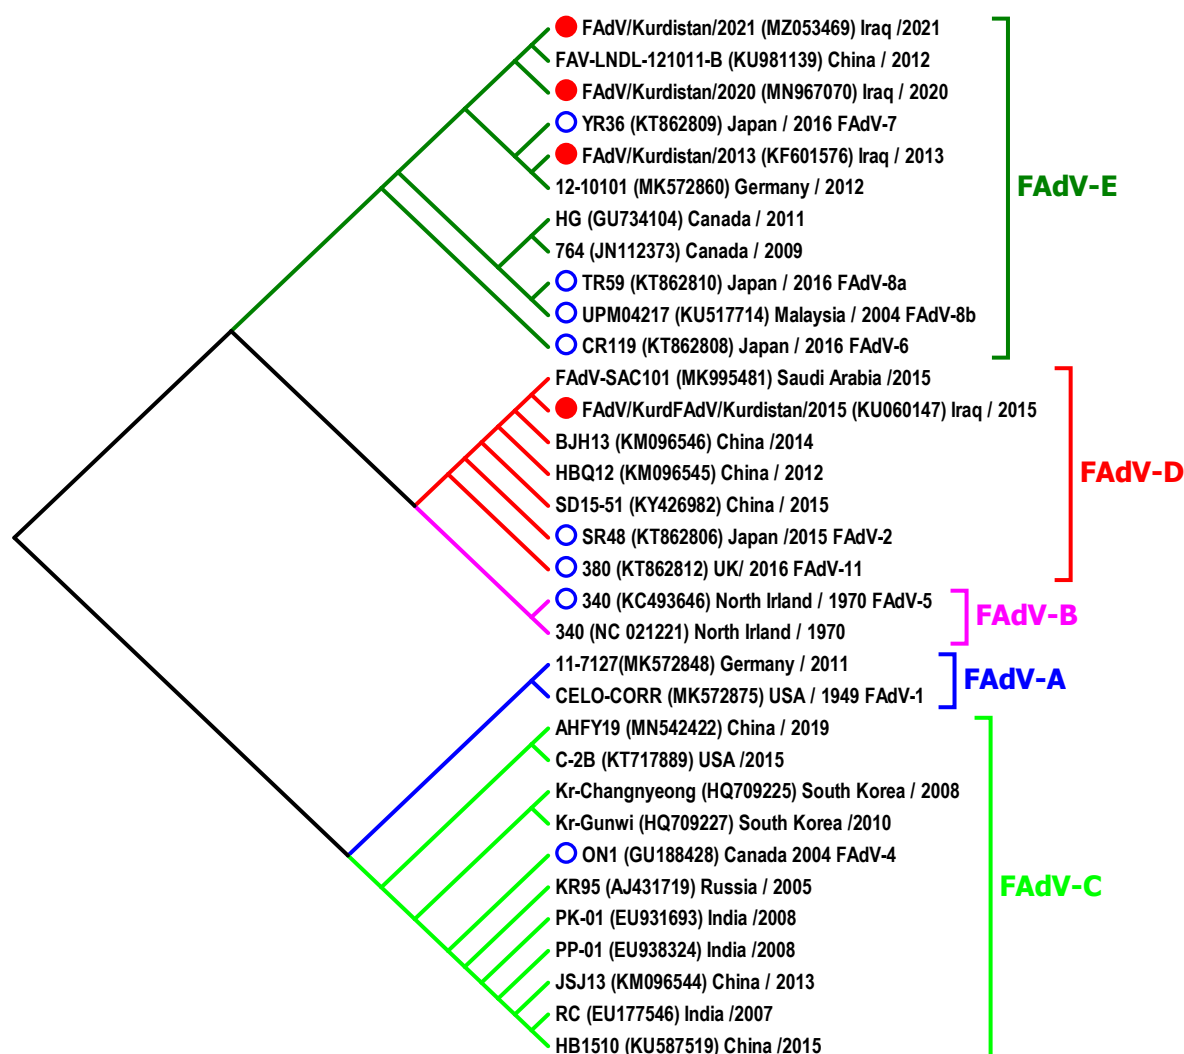 FAdV/Kurdistan/2021 (MZ053469) Iraq /2021
FAV-LNDL-121011-B (KU981139) China / 2012
FAdV/Kurdistan/2020 (MN967070) Iraq / 2020
YR36 (KT862809) Japan / 2016 FAdV-7
FAdV/Kurdistan/2013 (KF601576) Iraq / 2013
12-10101 (MK572860) Germany / 2012
HG (GU734104) Canada / 2011
764 (JN112373) Canada / 2009
TR59 (KT862810) Japan / 2016 FAdV-8a
UPM04217 (KU517714) Malaysia / 2004 FAdV-8b
CR119 (KT862808) Japan / 2016 FAdV-6
FAdV-E
FAdV-SAC101 (MK995481) Saudi Arabia /2015
FAdV/KurdFAdV/Kurdistan/2015 (KU060147) Iraq / 2015
BJH13 (KM096546) China /2014
HBQ12 (KM096545) China / 2012
SD15-51 (KY426982) China / 2015
SR48 (KT862806) Japan /2015 FAdV-2
380 (KT862812) UK/ 2016 FAdV-11
FAdV-D
340 (KC493646) North Irland / 1970 FAdV-5
340 (NC 021221) North Irland / 1970
FAdV-B
11-7127(MK572848) Germany / 2011
CELO-CORR (MK572875) USA / 1949 FAdV-1
FAdV-A
AHFY19 (MN542422) China / 2019
C-2B (KT717889) USA /2015
Kr-Changnyeong (HQ709225) South Korea / 2008
Kr-Gunwi (HQ709227) South Korea /2010
ON1 (GU188428) Canada 2004 FAdV-4
KR95 (AJ431719) Russia / 2005
PK-01 (EU931693) India /2008
PP-01 (EU938324) India /2008
JSJ13 (KM096544) China / 2013
RC (EU177546) India /2007
HB1510 (KU587519) China /2015
FAdV-C